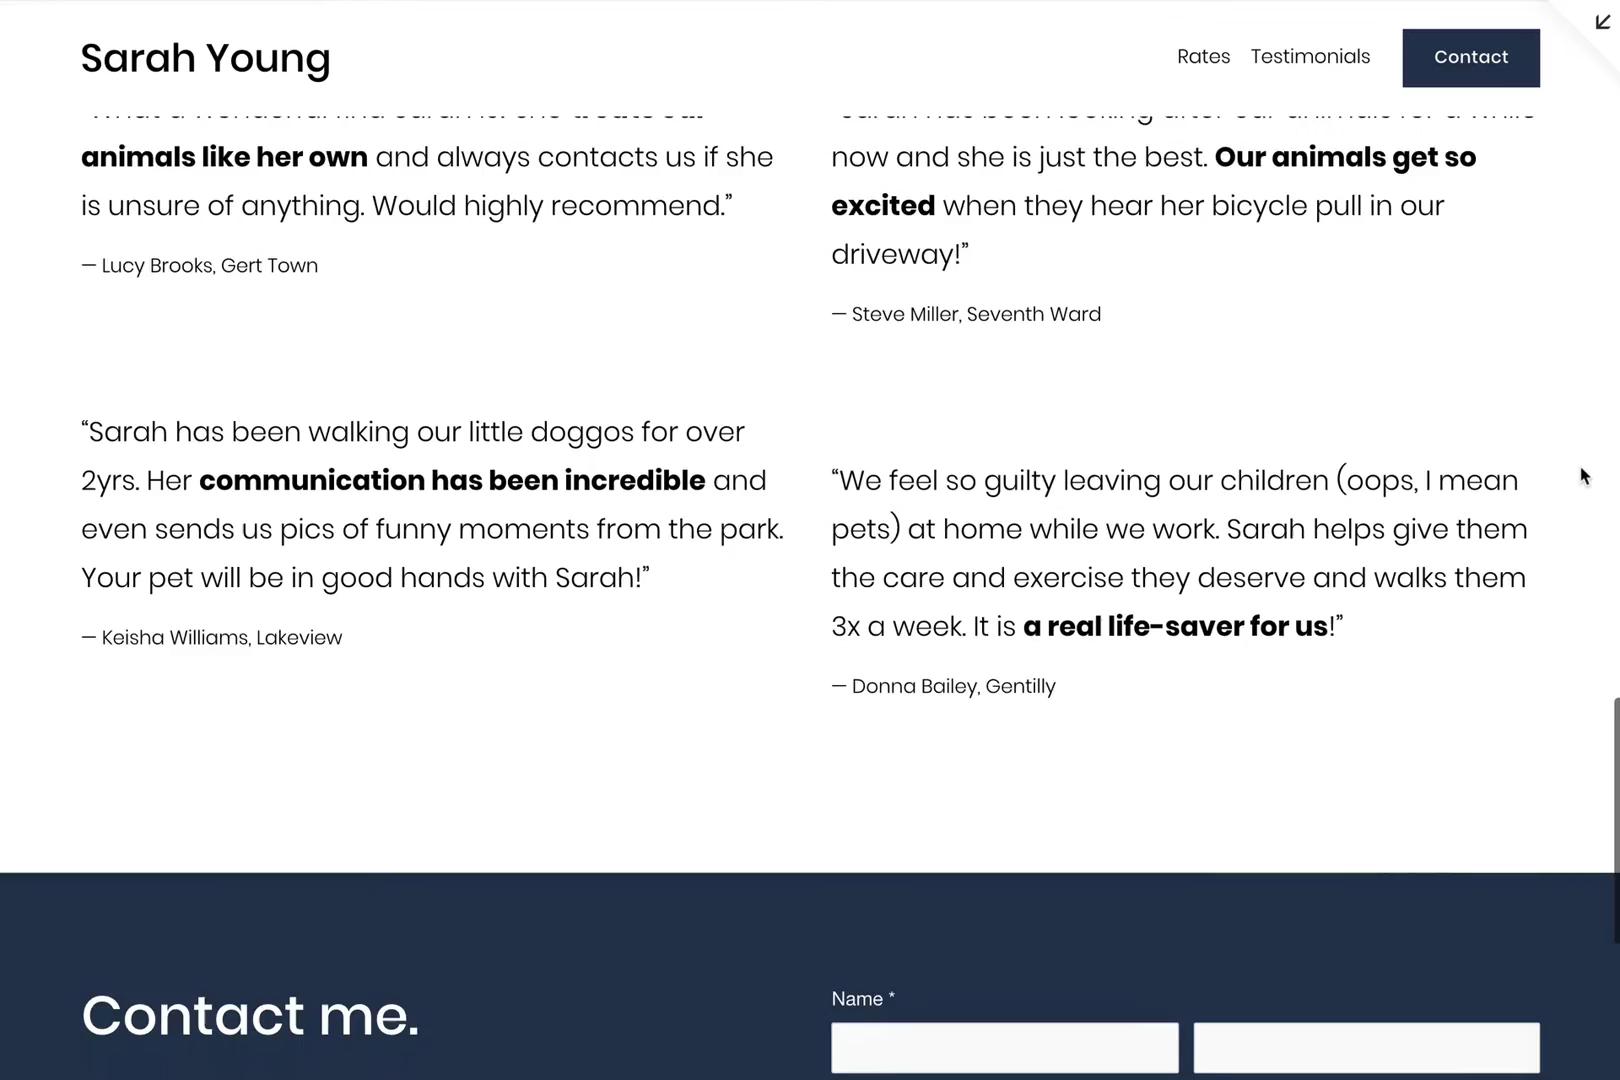 Sarah Young
Rates
Testimonials
Contact
animals like her own and always contacts us if she
is unsure of anything. Would highly recommend.”
— Lucy Brooks, Gert Town
now and she is just the best. Our animals get so
excited when they hear her bicycle pull in our
driveway!”
— Steve Miller, Seventh Ward
“Sarah has been walking our little doggos for over
2yrs. Her communication has been incredible and
even sends us pics of funny moments from the park.
Your pet will be in good hands with Sarah!”
— Keisha Williams, Lakeview
“We feel so guilty leaving our children (oops, I mean
pets) at home while we work. Sarah helps give them
the care and exercise they deserve and walks them
3x a week. It is a real life-saver for us!”
— Donna Bailey, Gentilly
Contact me.
Name *